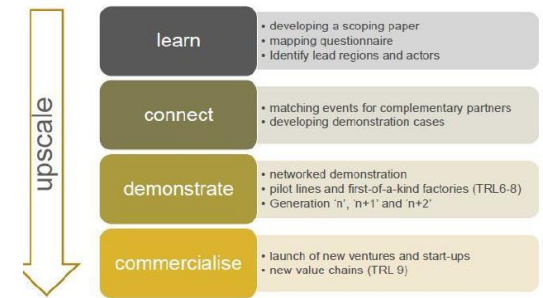 upscale
learn
• developing a scoping paper
• mapping questionnaire
• Identify lead regions and actors
connect
• matching events for complementary partners
• developing demonstration cases
demonstrate
• networked demonstration
• pilot lines and first-of-a-kind factories (TRL6-8)
• Generation 'n', 'n+1' and 'n+2'
commercialise
• launch of new ventures and start-ups
• new value chains (TRL 9)